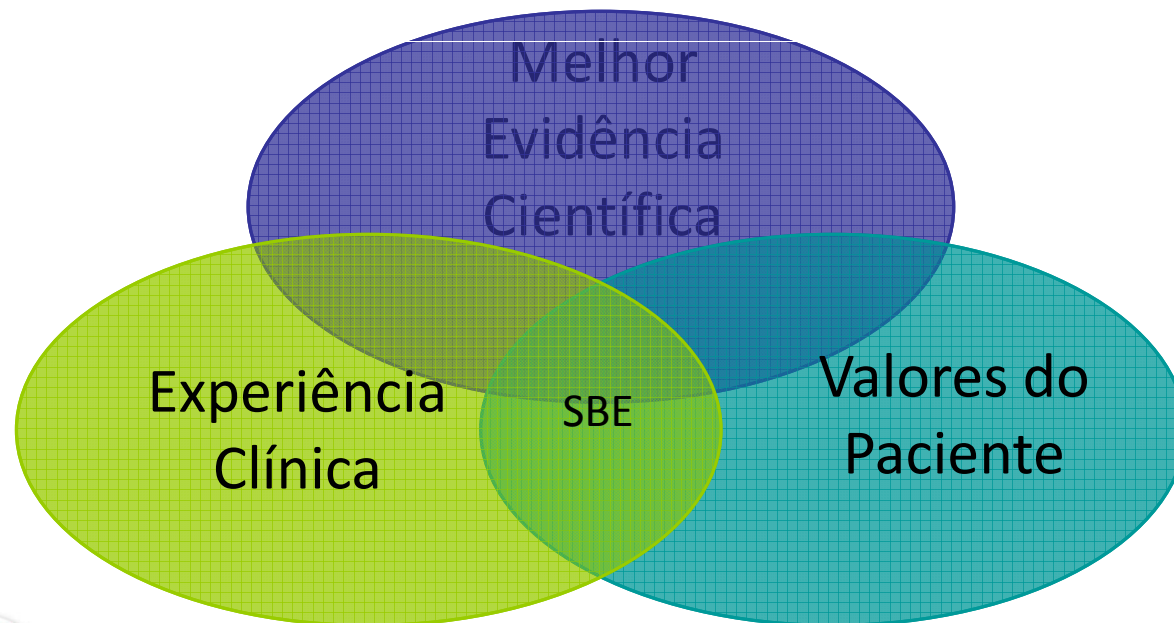 Melhor
Evidência
Científica
Experiência
Clínica
SBE
Valores do
Paciente